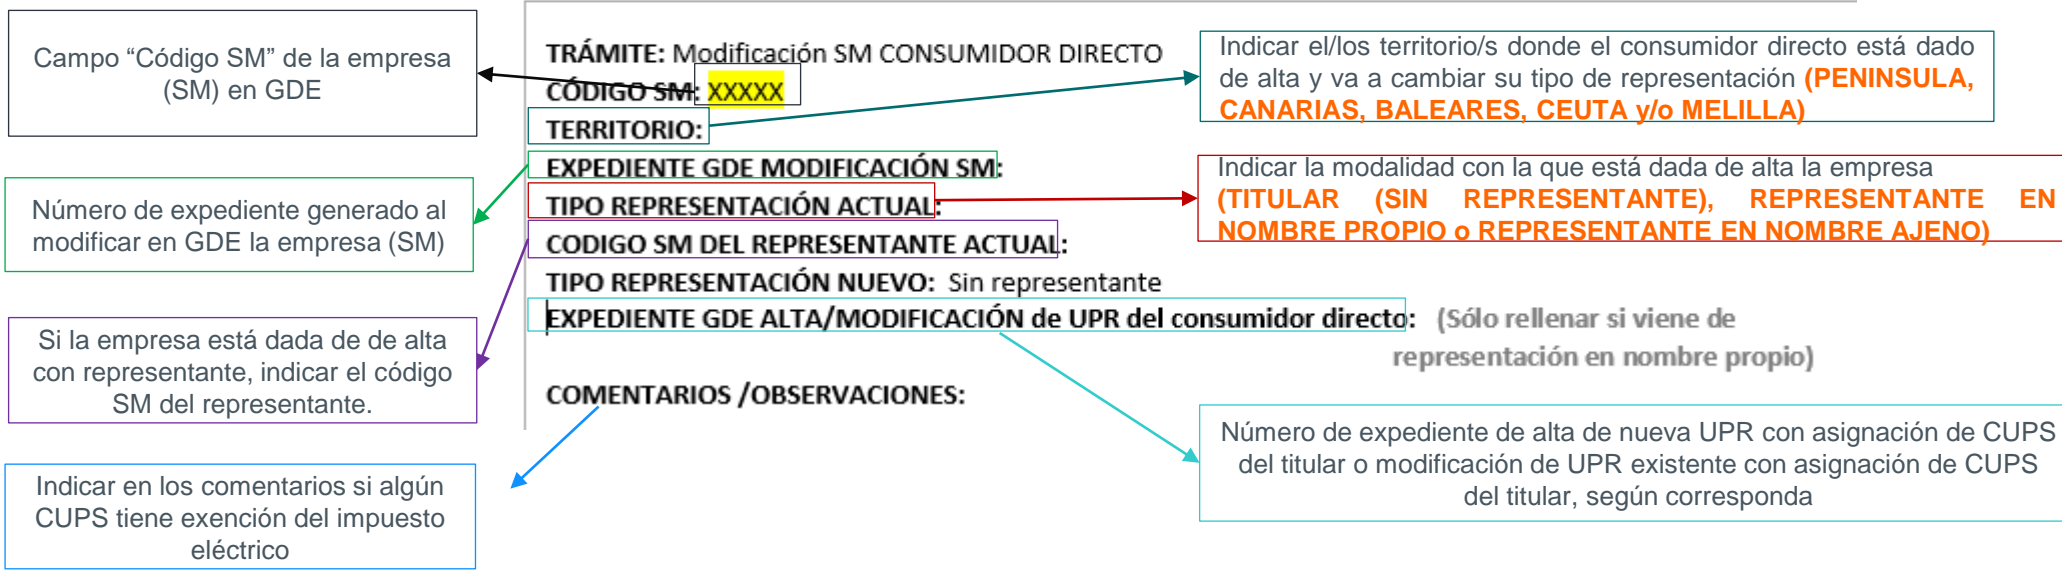 Campo “Código SM” de la empresa
(SM) en GDE
Número de expediente generado al
modificar en GDE la empresa (SM)
Si la empresa está dada de de alta
con representante, indicar el código
SM del representante.
Indicar en los comentarios si algún
CUPS tiene exención del impuesto
eléctrico
TRÁMITE: Modificación SM CONSUMIDOR DIRECTO
CÓDIGO SM: XXXXX
TERRITORIO:
EXPEDIENTE GDE MODIFICACIÓN SM:
TIPO REPRESENTACIÓN ACTUAL:
CODIGO SM DEL REPRESENTANTE ACTUAL:
TIPO REPRESENTACIÓN NUEVO: Sin representante
EXPEDIENTE GDE ALTA/MODIFICACIÓN de UPR del consumidor directo: (Sólo rellenar si viene de
representación en nombre propio)
COMENTARIOS /OBSERVACIONES:
Indicar el/los territorio/s donde el consumidor directo está dado
de alta y va a cambiar su tipo de representación (PENINSULA,
CANARIAS, BALEARES, CEUTA y/o MELILLA)
Indicar la modalidad con la que está dada de alta la empresa
(TITULAR (SIN REPRESENTANTE), REPRESENTANTE EN
NOMBRE PROPIO o REPRESENTANTE EN NOMBRE AJENO)
Número de expediente de alta de nueva UPR con asignación de CUPS
del titular o modificación de UPR existente con asignación de CUPS
del titular, según corresponda